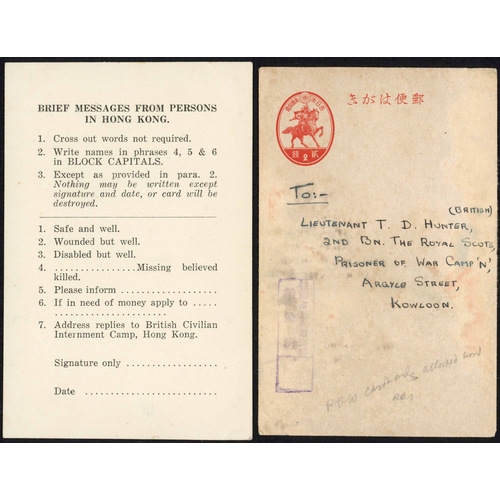 BRIEF MESSAGES FROM PERSONS
IN HONG KONG.
1. Cross out words not required.
2. Write names in phrases 4, 5 & 6
in BLOCK CAPITALS.
3. Except as provided in para. 2.
Nothing may be written except
signature and date, or card will be
destroyed.
1. Safe and well.
2. Wounded but well.
3. Disabled but well.
4. ................Missing believed
killed.
5. Please inform ....................
6. If in need of money apply to .....
.......................
7. Address replies to British Civilian
Internment Camp, Hong Kong.
Signature only ....................
Date ....................
きがは便郵
2
To:-
(BRITISH)
LIEUTENANT T. D. HUNTER,
2ND BN. THE ROYAL SCOTS,
PRISONER OF WAR CAMP 'N',
ARGYLE STREET,
KOWLOON.
P.O.W cards only allowed